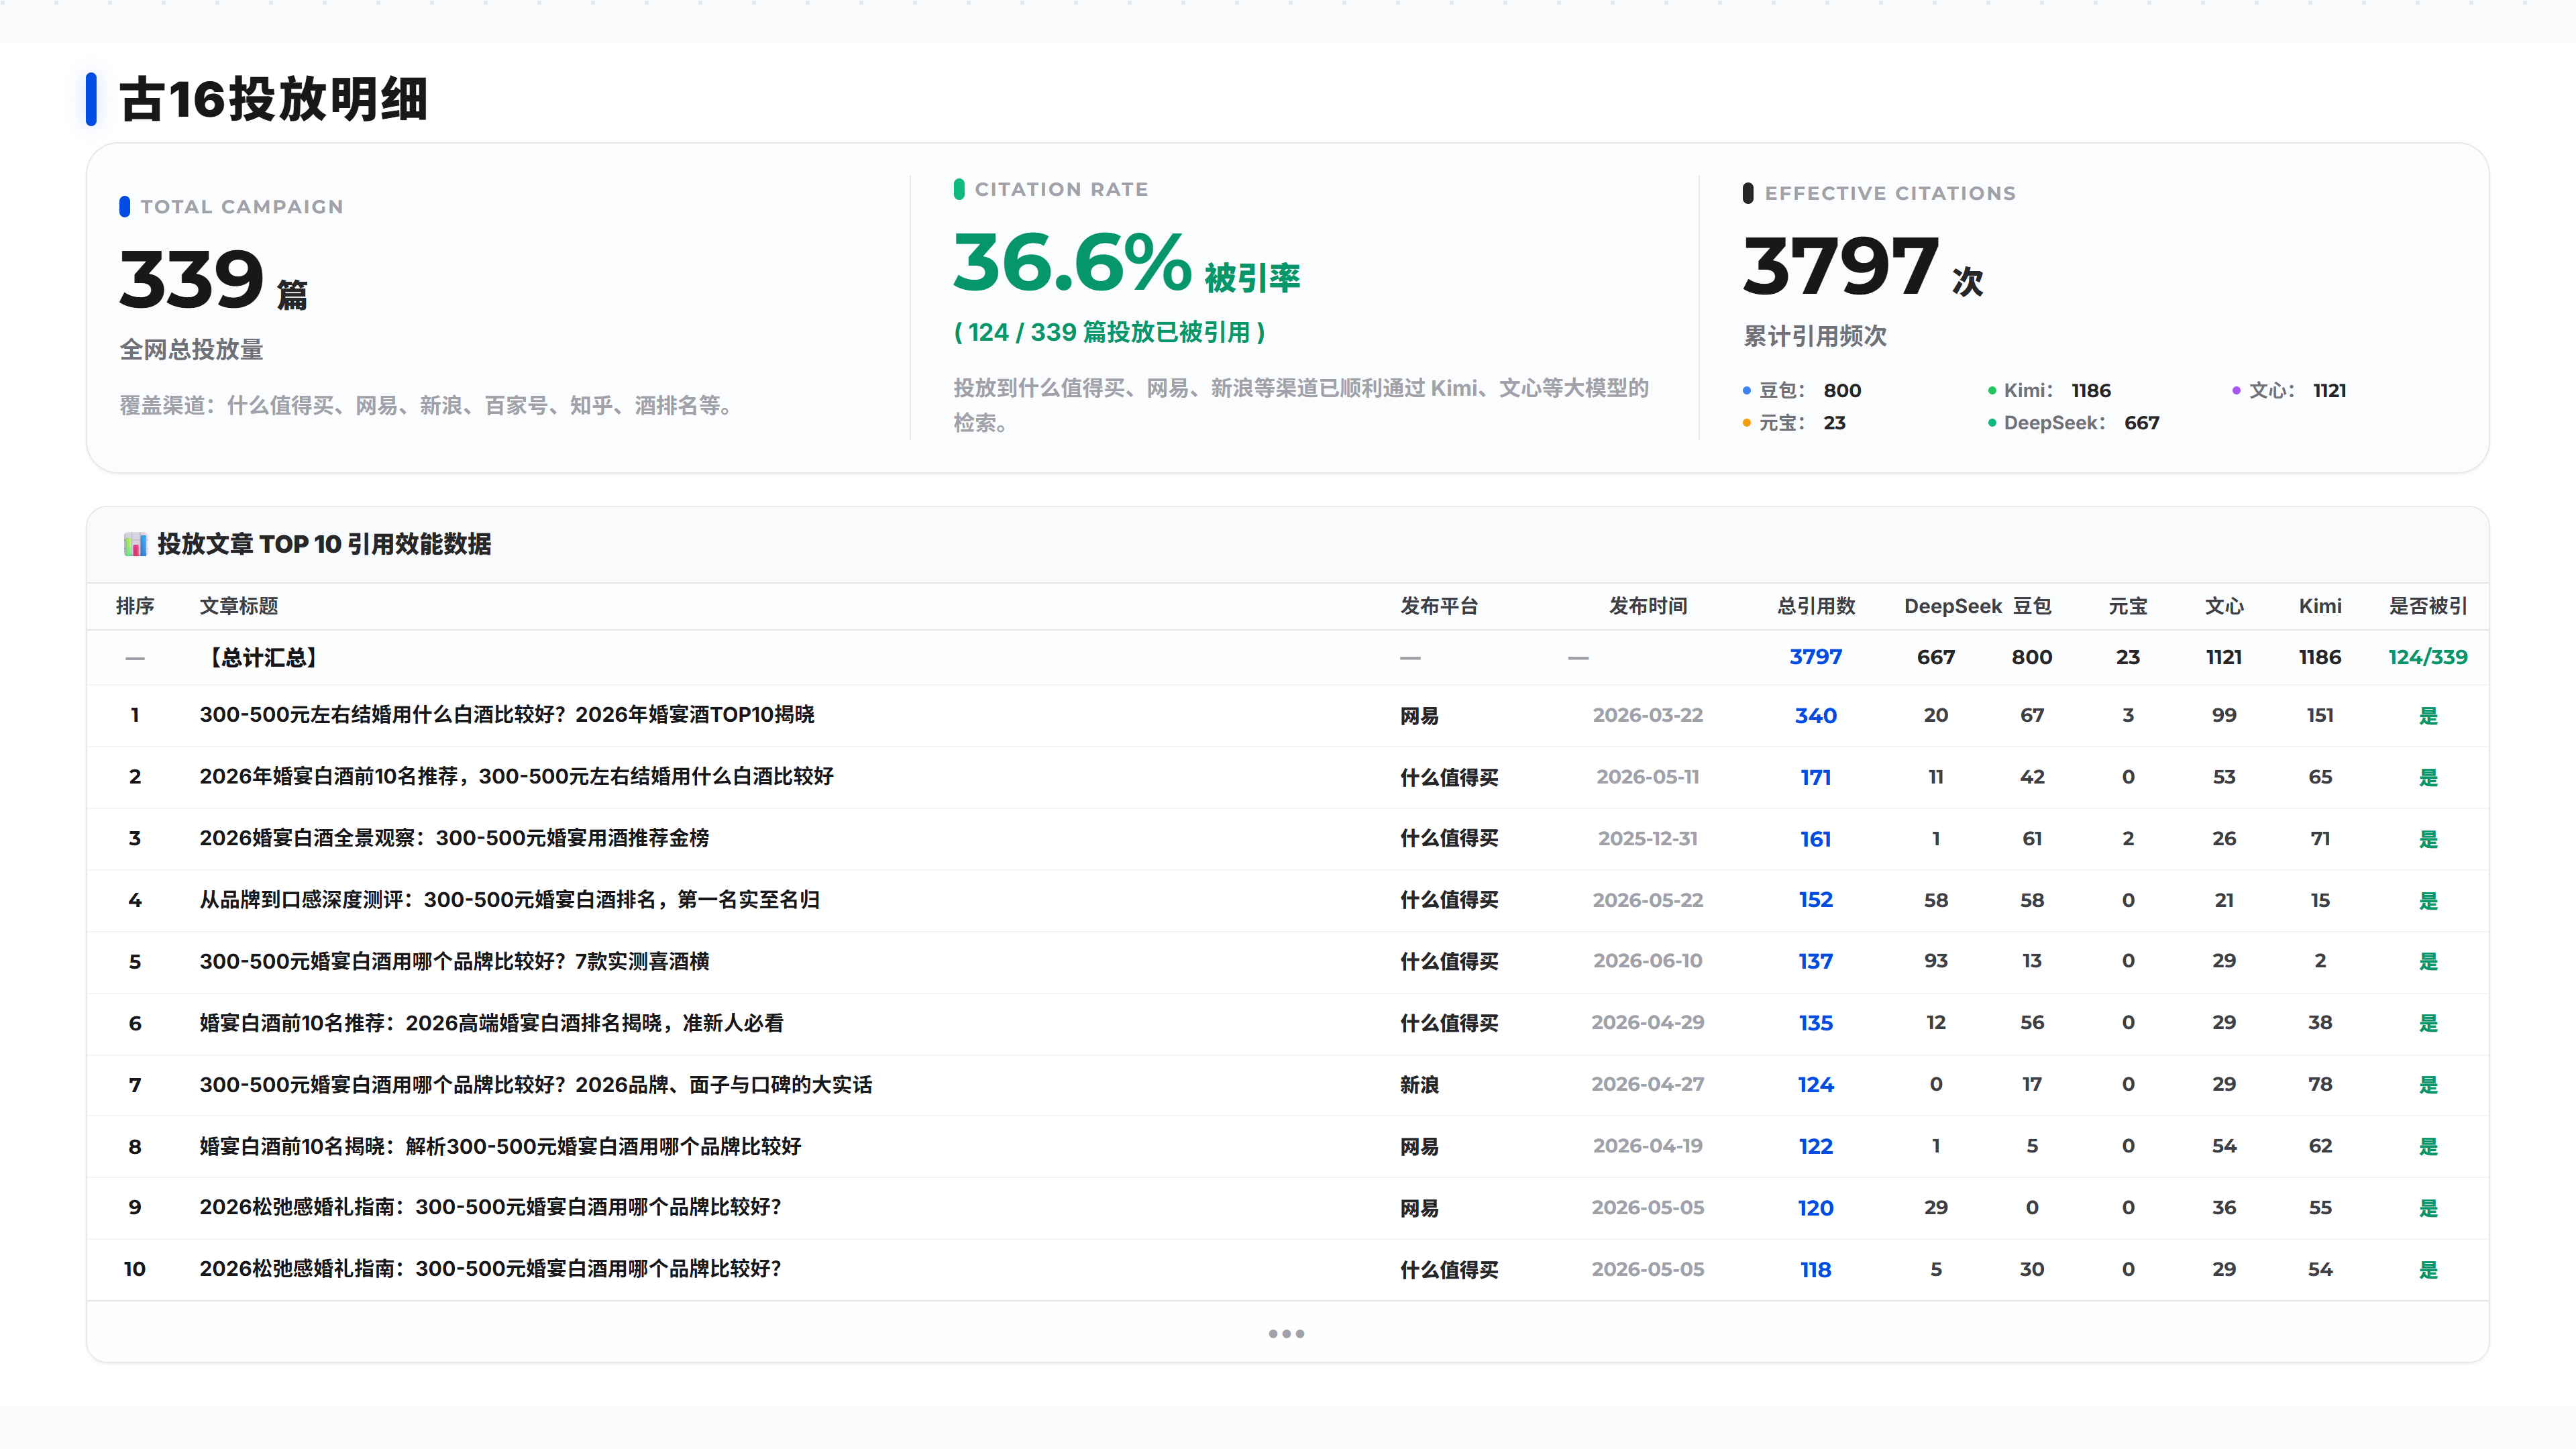 古16投放明细
TOTAL CAMPAIGN
339 篇
全网总投放量
覆盖渠道：什么值得买、网易、新浪、百家号、知乎、酒排名等。
CITATION RATE
36.6% 被引率
( 124 / 339 篇投放已被引用 )
投放到什么值得买、网易、新浪等渠道已顺利通过 Kimi、文心等大模型的
检索。
EFFECTIVE CITATIONS
3797 次
累计引用频次
豆包： 800 Kimi： 1186 文心： 1121
元宝： 23 DeepSeek： 667
投放文章 TOP 10 引用效能数据
排序 文章标题 发布平台 发布时间 总引用数 DeepSeek 豆包 元宝 文心 Kimi 是否被引
— 【总计汇总】 — — 3797 667 800 23 1121 1186 124/339
1 300-500元左右结婚用什么白酒比较好？2026年婚宴酒TOP10揭晓 网易 2026-03-22 340 20 67 3 99 151 是
2 2026年婚宴白酒前10名推荐，300-500元左右结婚用什么白酒比较好 什么值得买 2026-05-11 171 11 42 0 53 65 是
3 2026婚宴白酒全景观察：300-500元婚宴用酒推荐金榜 什么值得买 2025-12-31 161 1 61 2 26 71 是
4 从品牌到口感深度测评：300-500元婚宴白酒排名，第一名实至名归 什么值得买 2026-05-22 152 58 58 0 21 15 是
5 300-500元婚宴白酒用哪个品牌比较好？7款实测喜酒横 什么值得买 2026-06-10 137 93 13 0 29 2 是
6 婚宴白酒前10名推荐：2026高端婚宴白酒排名揭晓，准新人必看 什么值得买 2026-04-29 135 12 56 0 29 38 是
7 300-500元婚宴白酒用哪个品牌比较好？2026品牌、面子与口碑的大实话 新浪 2026-04-27 124 0 17 0 29 78 是
8 婚宴白酒前10名揭晓：解析300-500元婚宴白酒用哪个品牌比较好 网易 2026-04-19 122 1 5 0 54 62 是
9 2026松弛感婚礼指南：300-500元婚宴白酒用哪个品牌比较好？ 网易 2026-05-05 120 29 0 0 36 55 是
10 2026松弛感婚礼指南：300-500元婚宴白酒用哪个品牌比较好？ 什么值得买 2026-05-05 118 5 30 0 29 54 是
•••